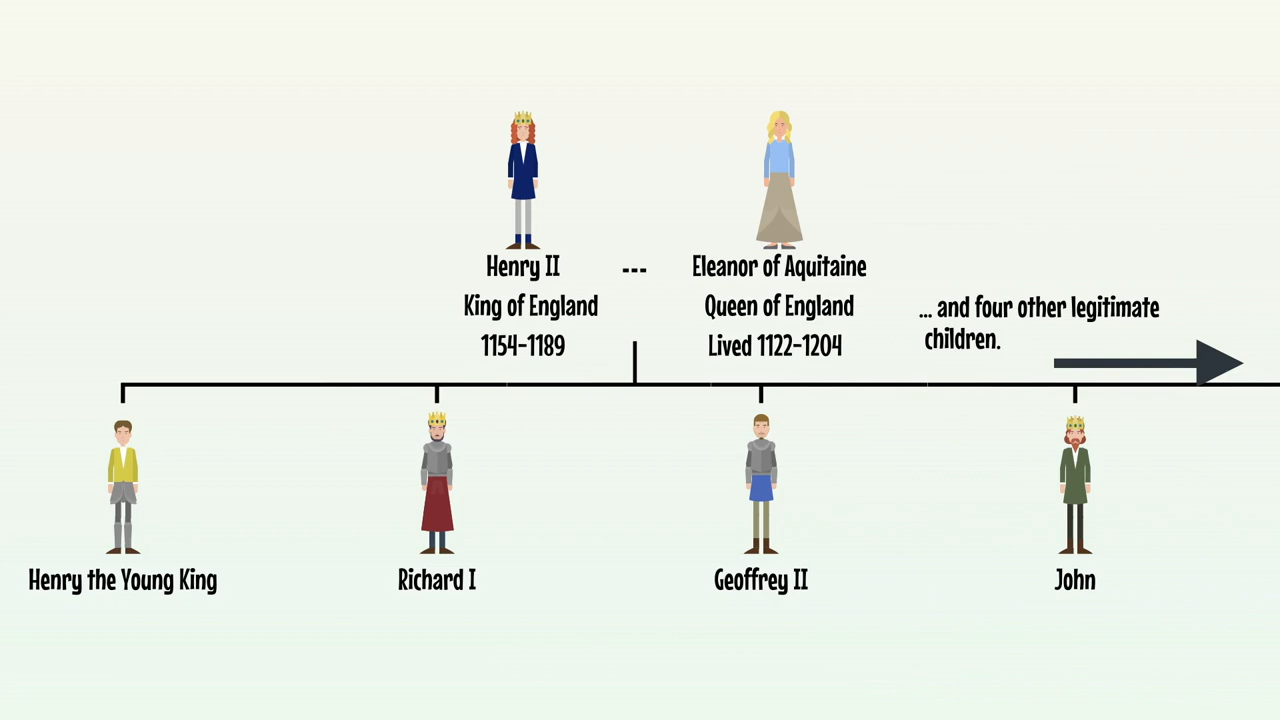 Henry II
---
Eleanor of Aquitaine
King of England
Queen of England
1154-1189
Lived 1122-1204
... and four other legitimate
children.
Henry the Young King
Richard I
Geoffrey II
John